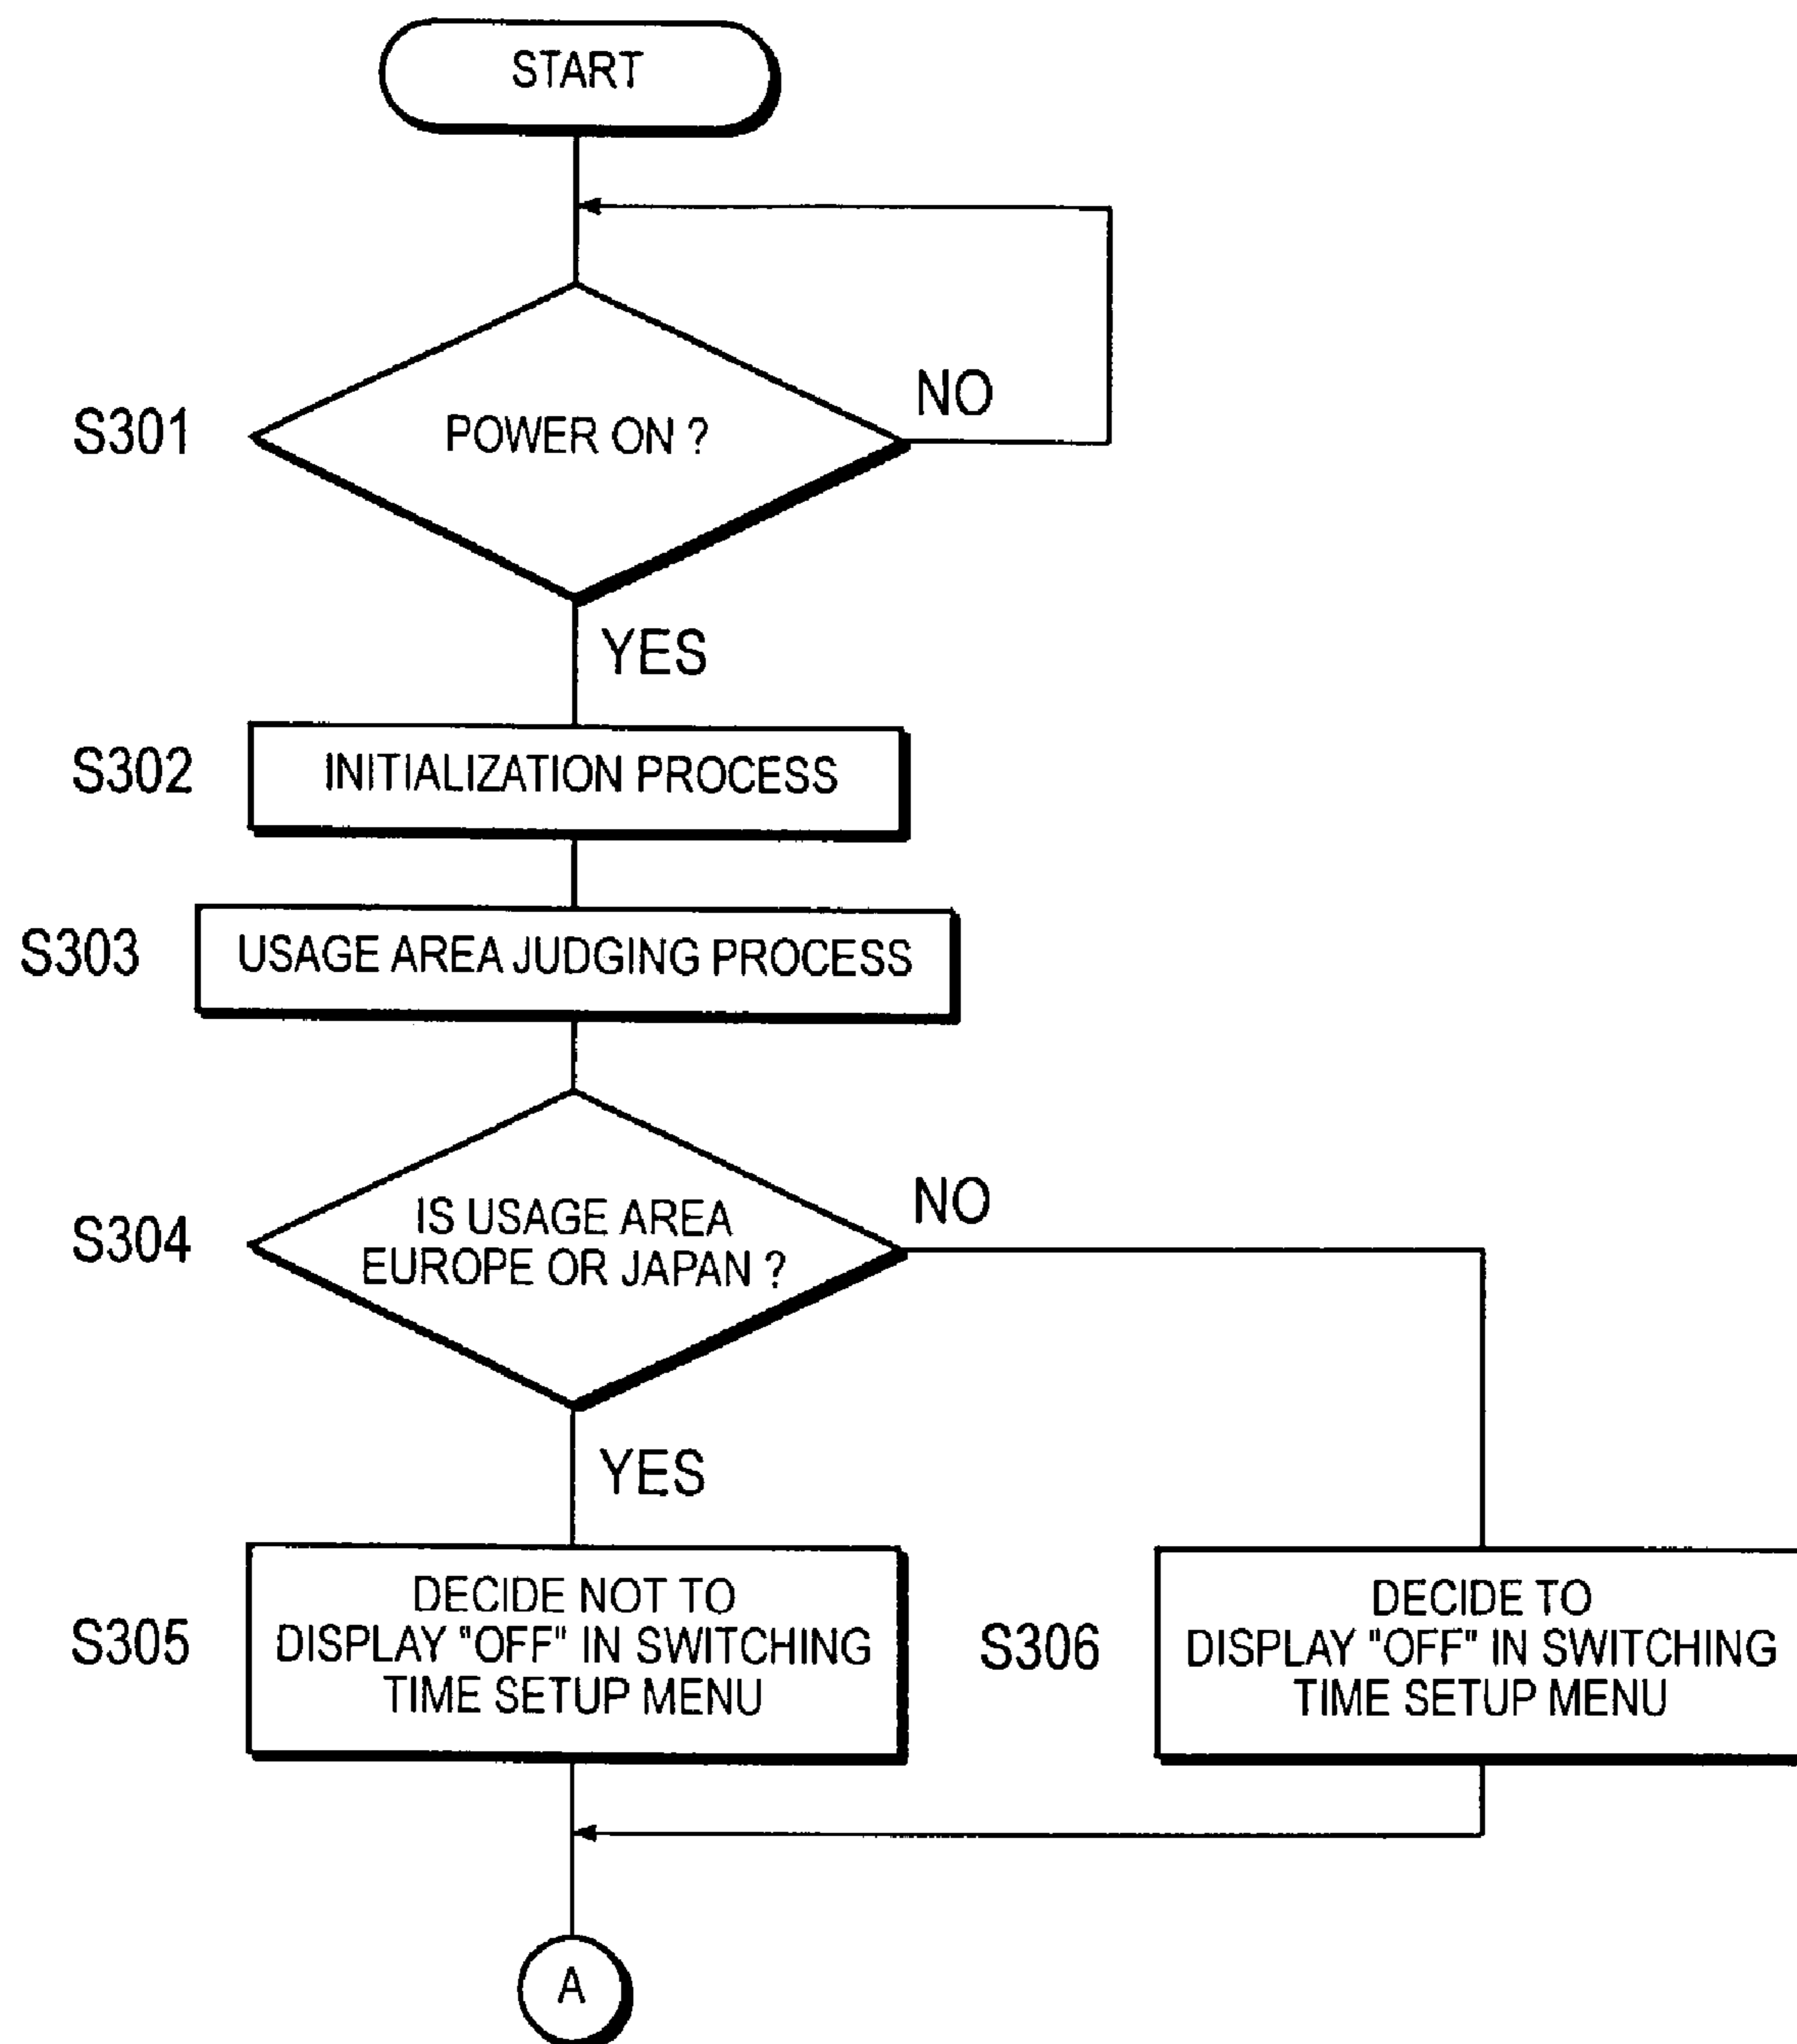 START
S301
POWER ON ?
NO
YES
S302
INITIALIZATION PROCESS
S303
USAGE AREA JUDGING PROCESS
S304
IS USAGE AREA
EUROPE OR JAPAN ?
NO
YES
S305
DECIDE NOT TO
DISPLAY "OFF" IN SWITCHING
TIME SETUP MENU
S306
DECIDE TO
DISPLAY "OFF" IN SWITCHING
TIME SETUP MENU
A